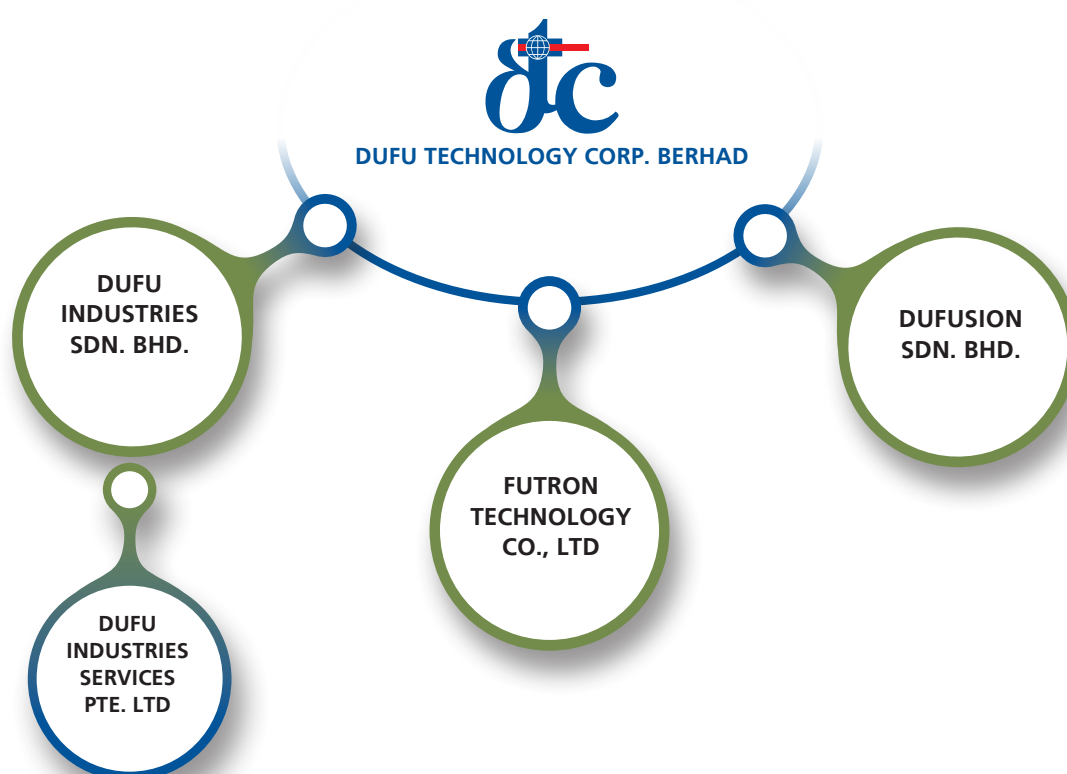 dtc
DUFU TECHNOLOGY CORP. BERHAD
DUFU
INDUSTRIES
SDN. BHD.
DUFUSION
SDN. BHD.
FUTRON
TECHNOLOGY
CO., LTD
DUFU
INDUSTRIES
SERVICES
PTE. LTD